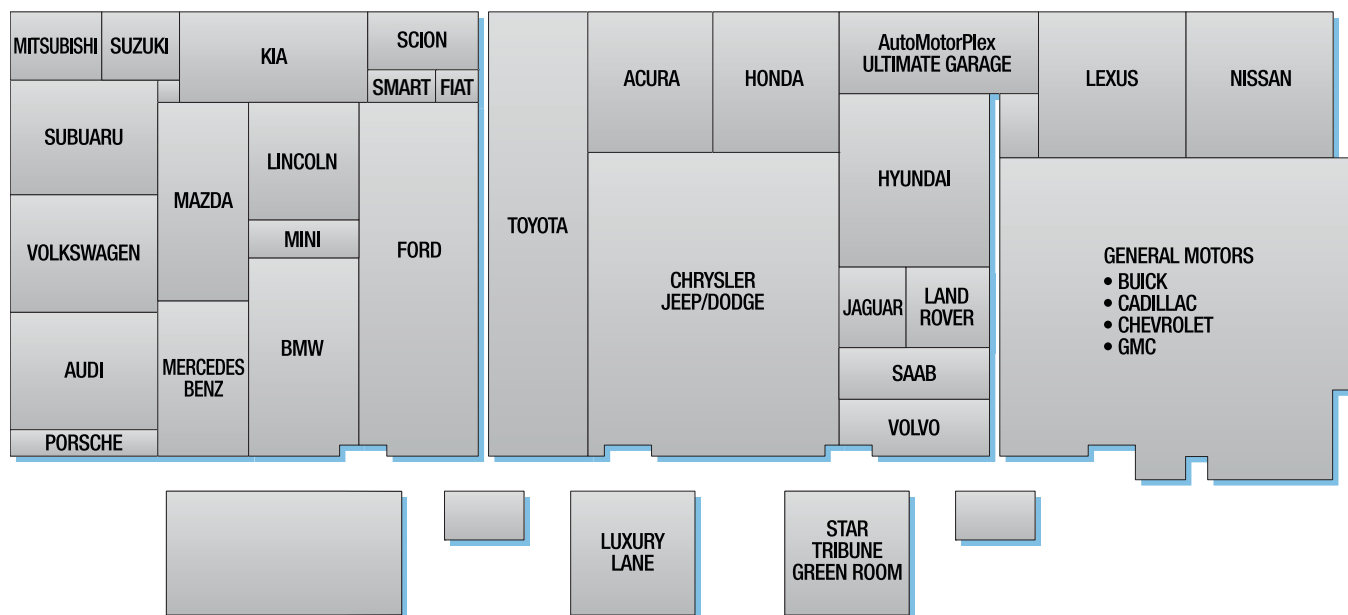 MITSUBISHI
SUZUKI
KIA
SCION
SMART
FIAT
SUBUARU
MAZDA
LINCOLN
MINI
FORD
VOLKSWAGEN
BMW
AUDI
MERCEDES
BENZ
PORSCHE
TOYOTA
ACURA
HONDA
AutoMotorPlex
ULTIMATE GARAGE
LEXUS
NISSAN
HYUNDAI
CHRYSLER
JEEP/DODGE
JAGUAR
LAND
ROVER
SAAB
VOLVO
GENERAL MOTORS
• BUICK
• CADILLAC
• CHEVROLET
• GMC
LUXURY
LANE
STAR
TRIBUNE
GREEN ROOM